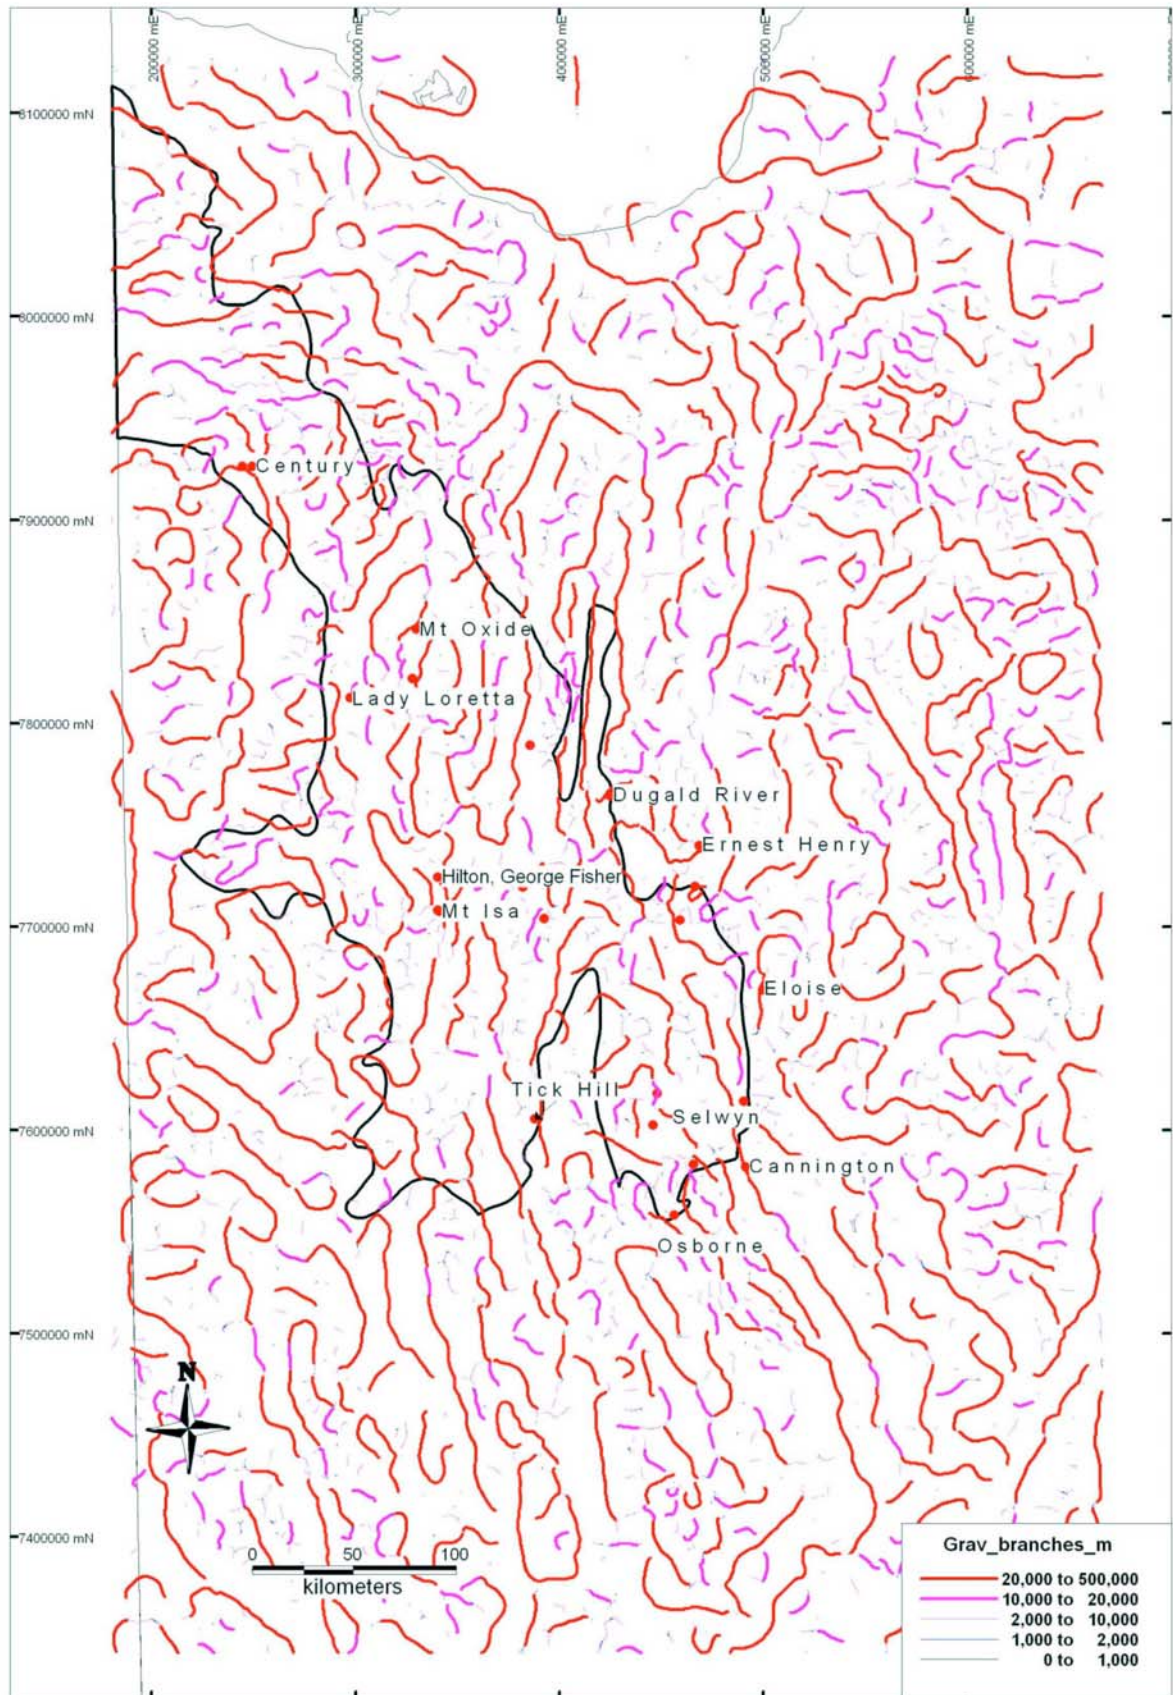 200000 mE
300000 mE
400000 mE
500000 mE
8100000 mN
8000000 mN
Century
7900000 mN
Mt Oxide
Lady Loretta
7800000 mN
Dugald River
Ernest Henry
Hilton, George Fisher
Mt Isa
7700000 mN
Eloise
Tick Hill
Selwyn
7600000 mN
Cannington
Osborne
7500000 mN
N
7400000 mN
0 50 100
kilometers
Grav_branches_m
20,000 to 500,000
10,000 to 20,000
2,000 to 10,000
1,000 to 2,000
0 to 1,000